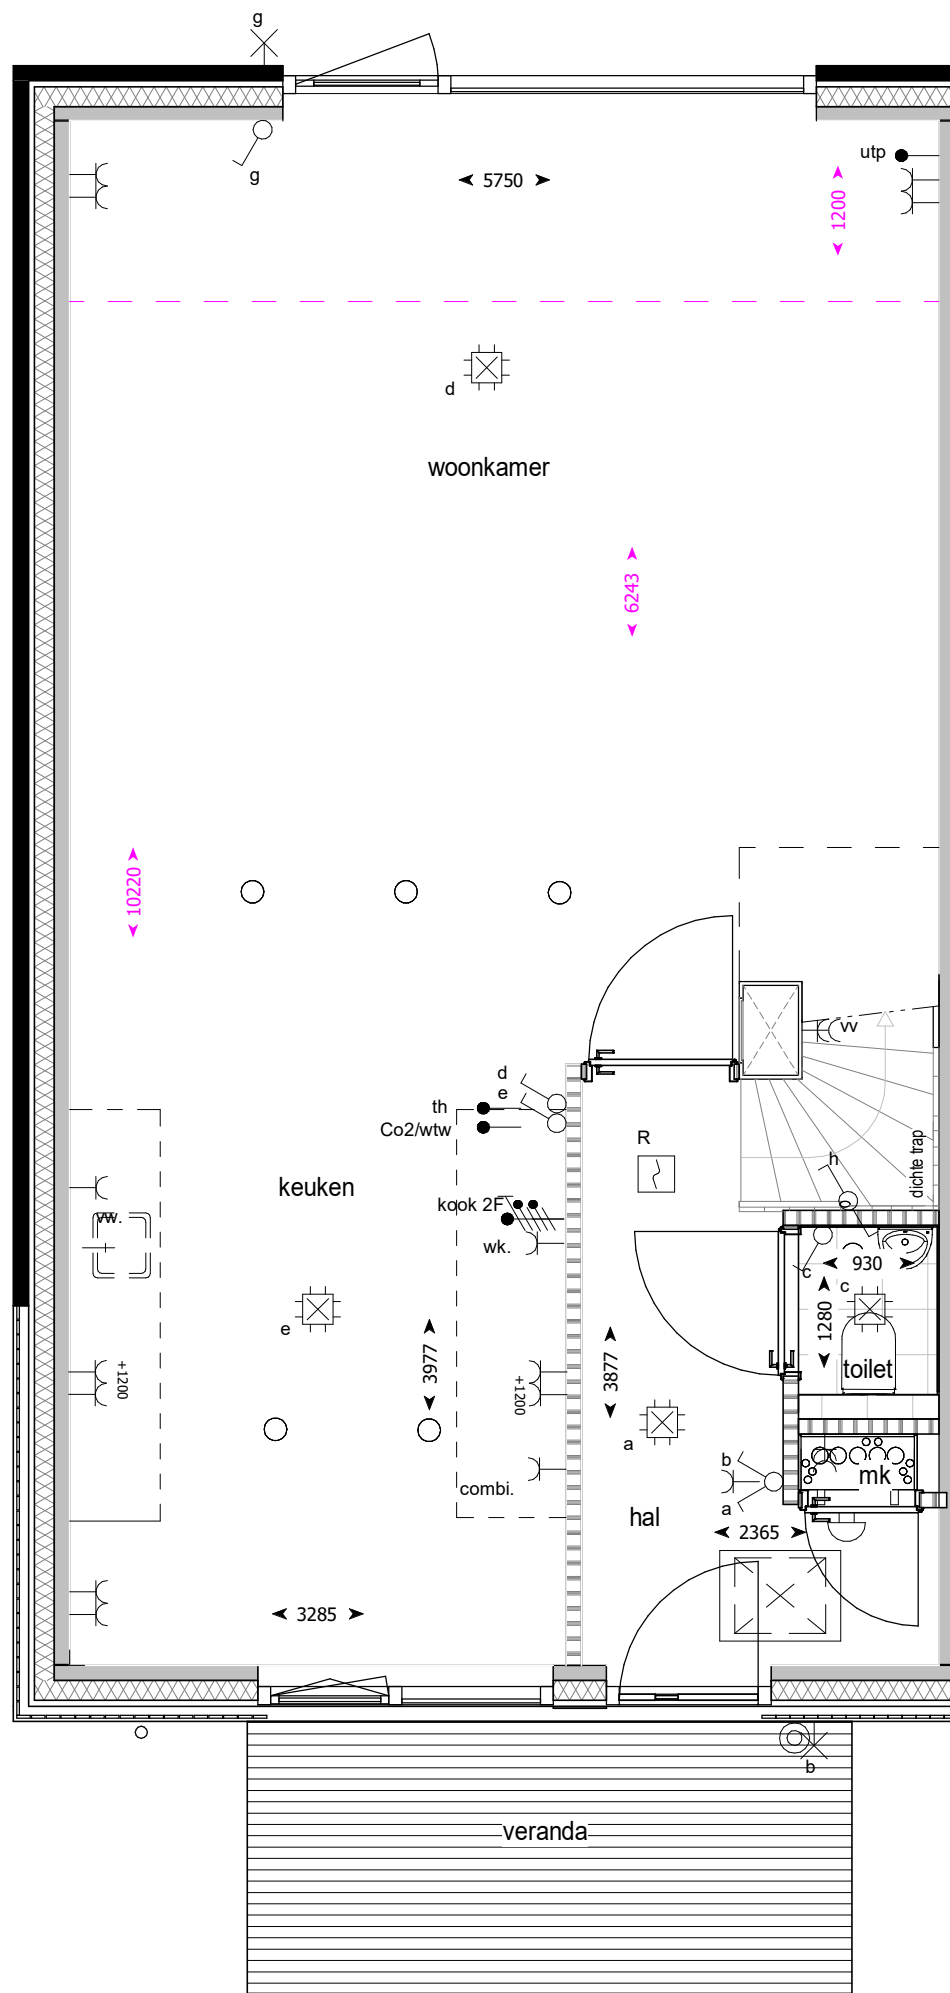 g
g
utp
5750
1200
d
woonkamer
6243
10220
vv
d
e
th
Co2/wtw
R
h
dichte trap
keuken
kook 2F
vw.
wk.
c
930
c
1280
e
3977
3877
toilet
+1200
+1200
a
b
a
mk
combi.
hal
2365
3285
b
veranda